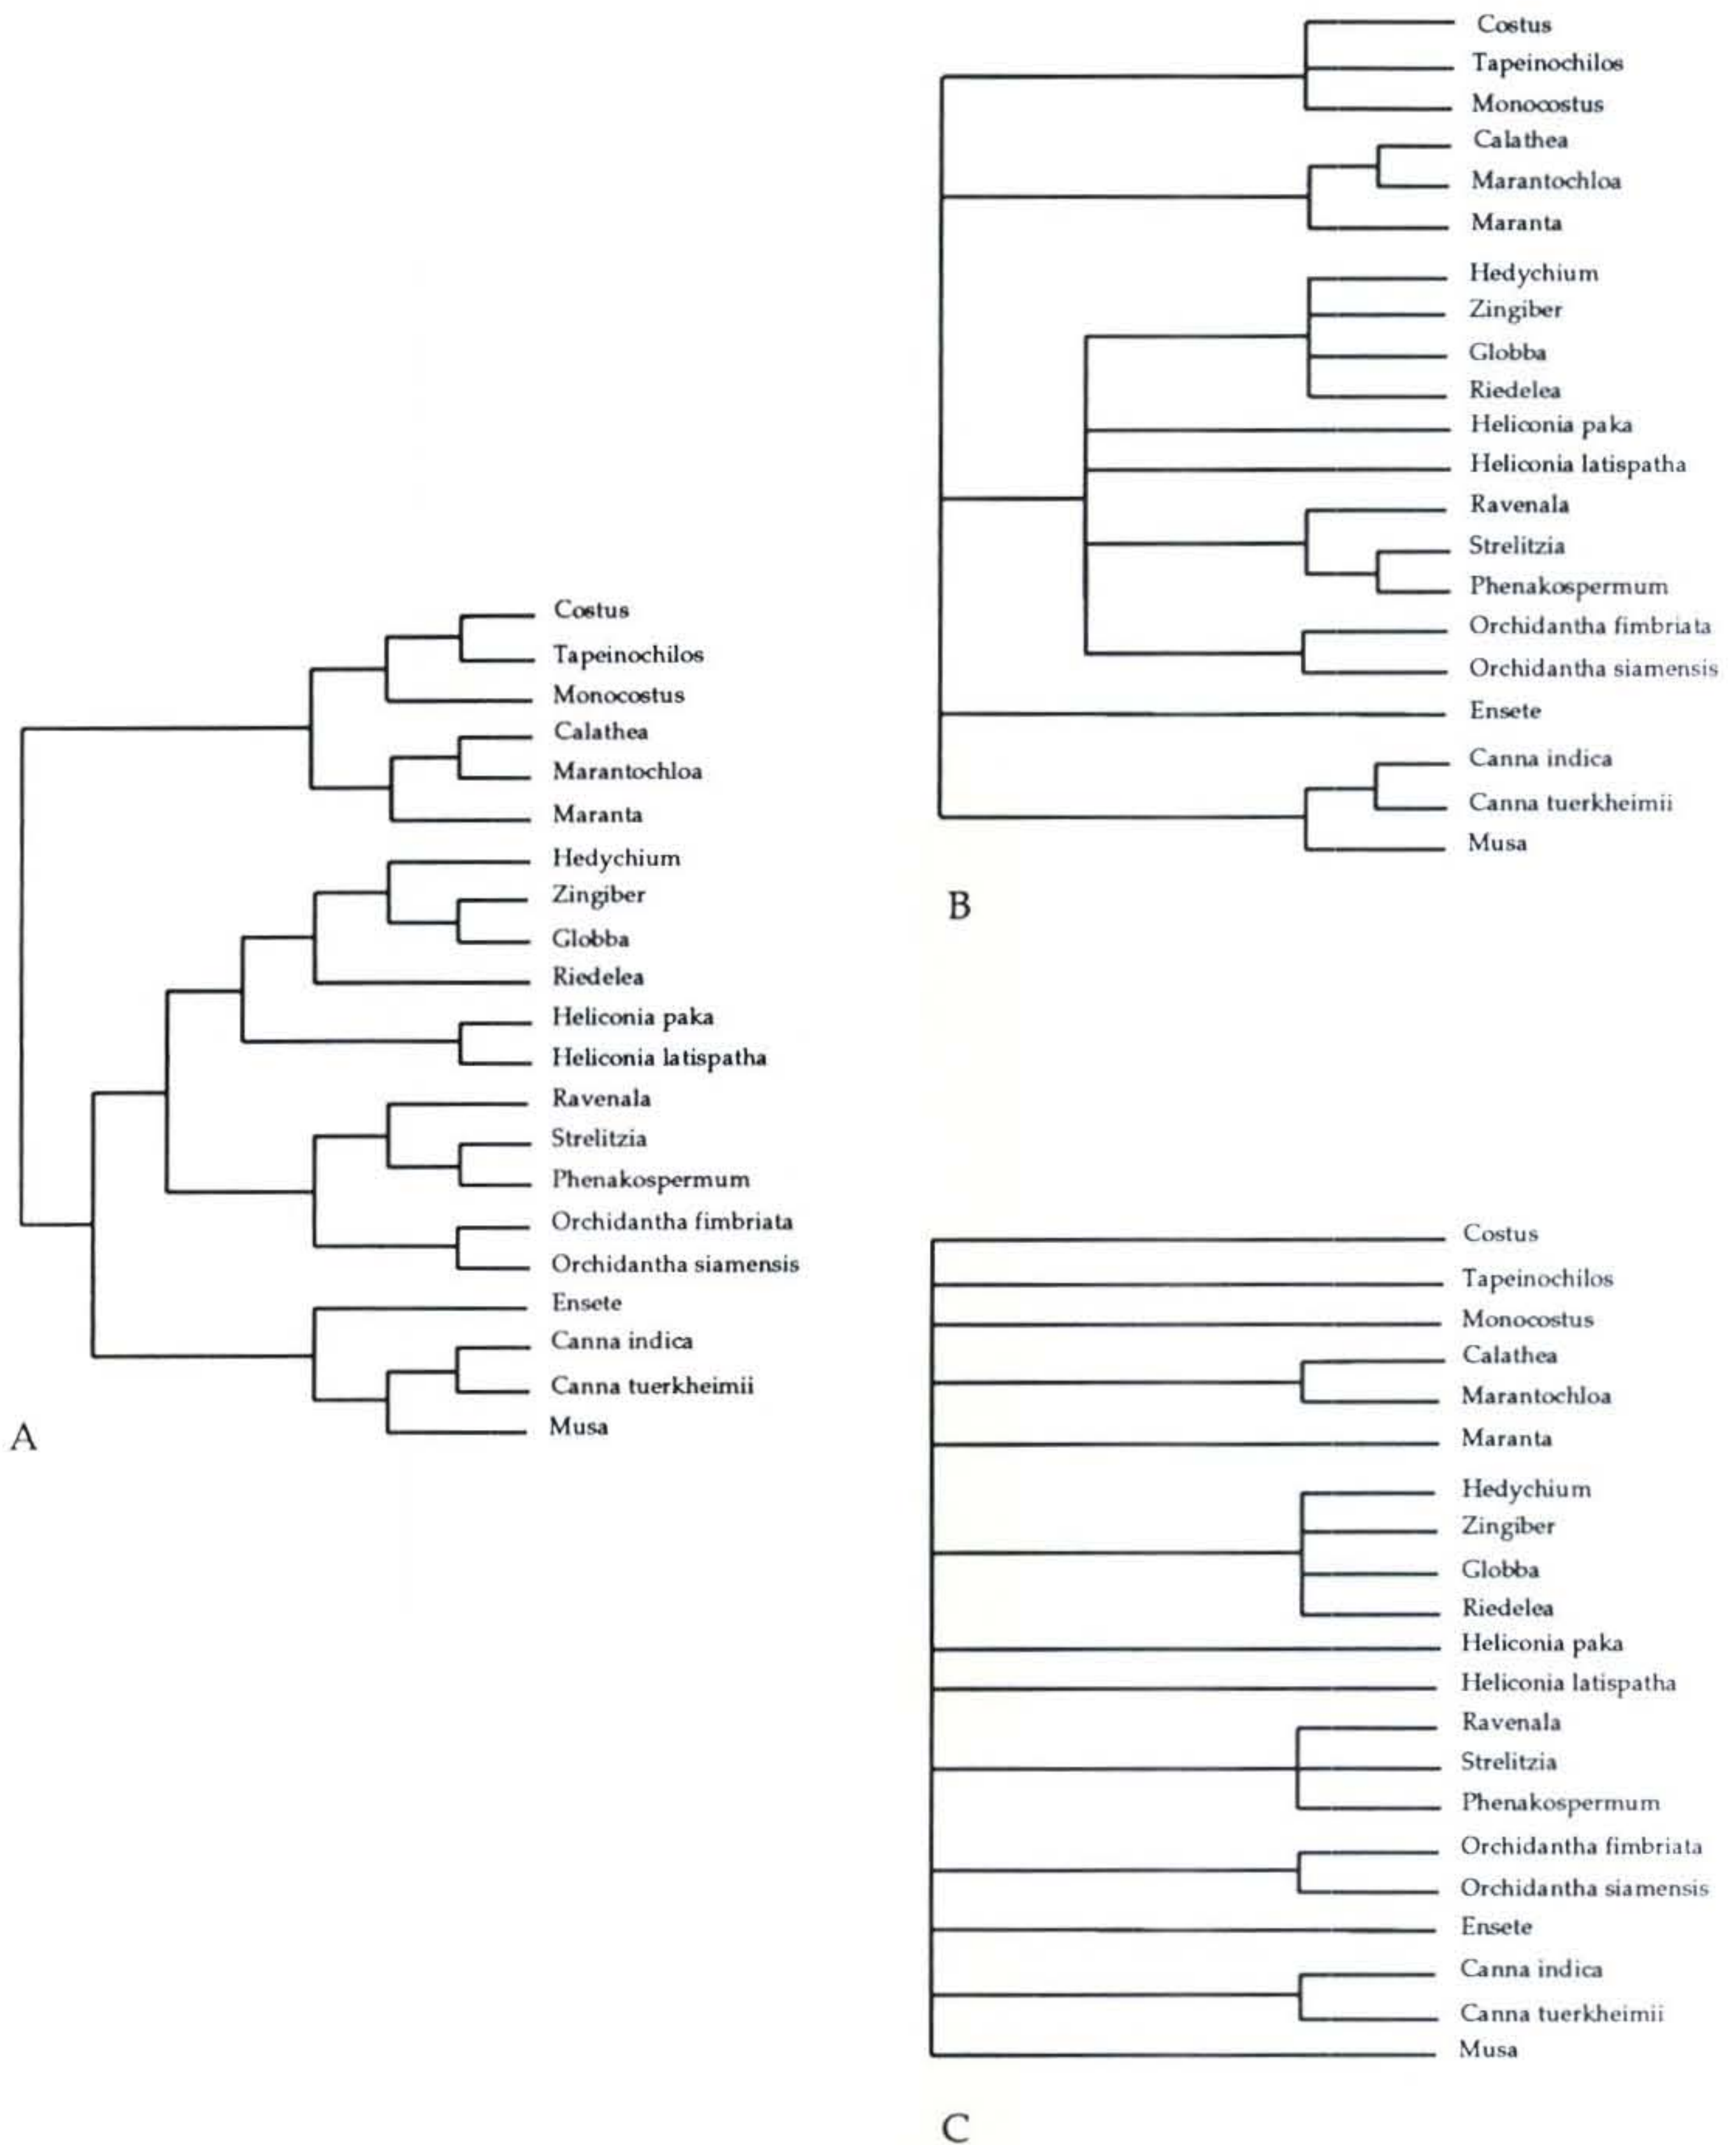 Costus
Tapeinochilos
Monocostus
Calathea
Marantochloa
Maranta
Hedychium
Zingiber
Globba
Riedelea
Heliconia paka
Heliconia latispatha
Ravenala
Strelitzia
Phenakospermum
Orchidantha fimbriata
Orchidantha siamensis
Ensete
Canna indica
Canna tuerkheimii
Musa
A
Costus
Tapeinochilos
Monocostus
Calathea
Marantochloa
Maranta
Hedychium
Zingiber
Globba
Riedelea
Heliconia paka
Heliconia latispatha
Ravenala
Strelitzia
Phenakospermum
Orchidantha fimbriata
Orchidantha siamensis
Ensete
Canna indica
Canna tuerkheimii
Musa
B
Costus
Tapeinochilos
Monocostus
Calathea
Marantochloa
Maranta
Hedychium
Zingiber
Globba
Riedelea
Heliconia paka
Heliconia latispatha
Ravenala
Strelitzia
Phenakospermum
Orchidantha fimbriata
Orchidantha siamensis
Ensete
Canna indica
Canna tuerkheimii
Musa
C